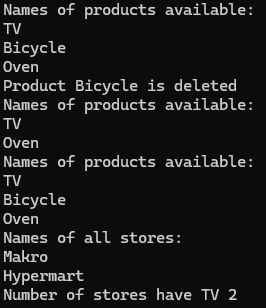 Names of products available:
TV
Bicycle
Oven
Product Bicycle is deleted
Names of products available:
TV
Oven
Names of products available:
TV
Bicycle
Oven
Names of all stores:
Makro
Hypermart
Number of stores have TV 2